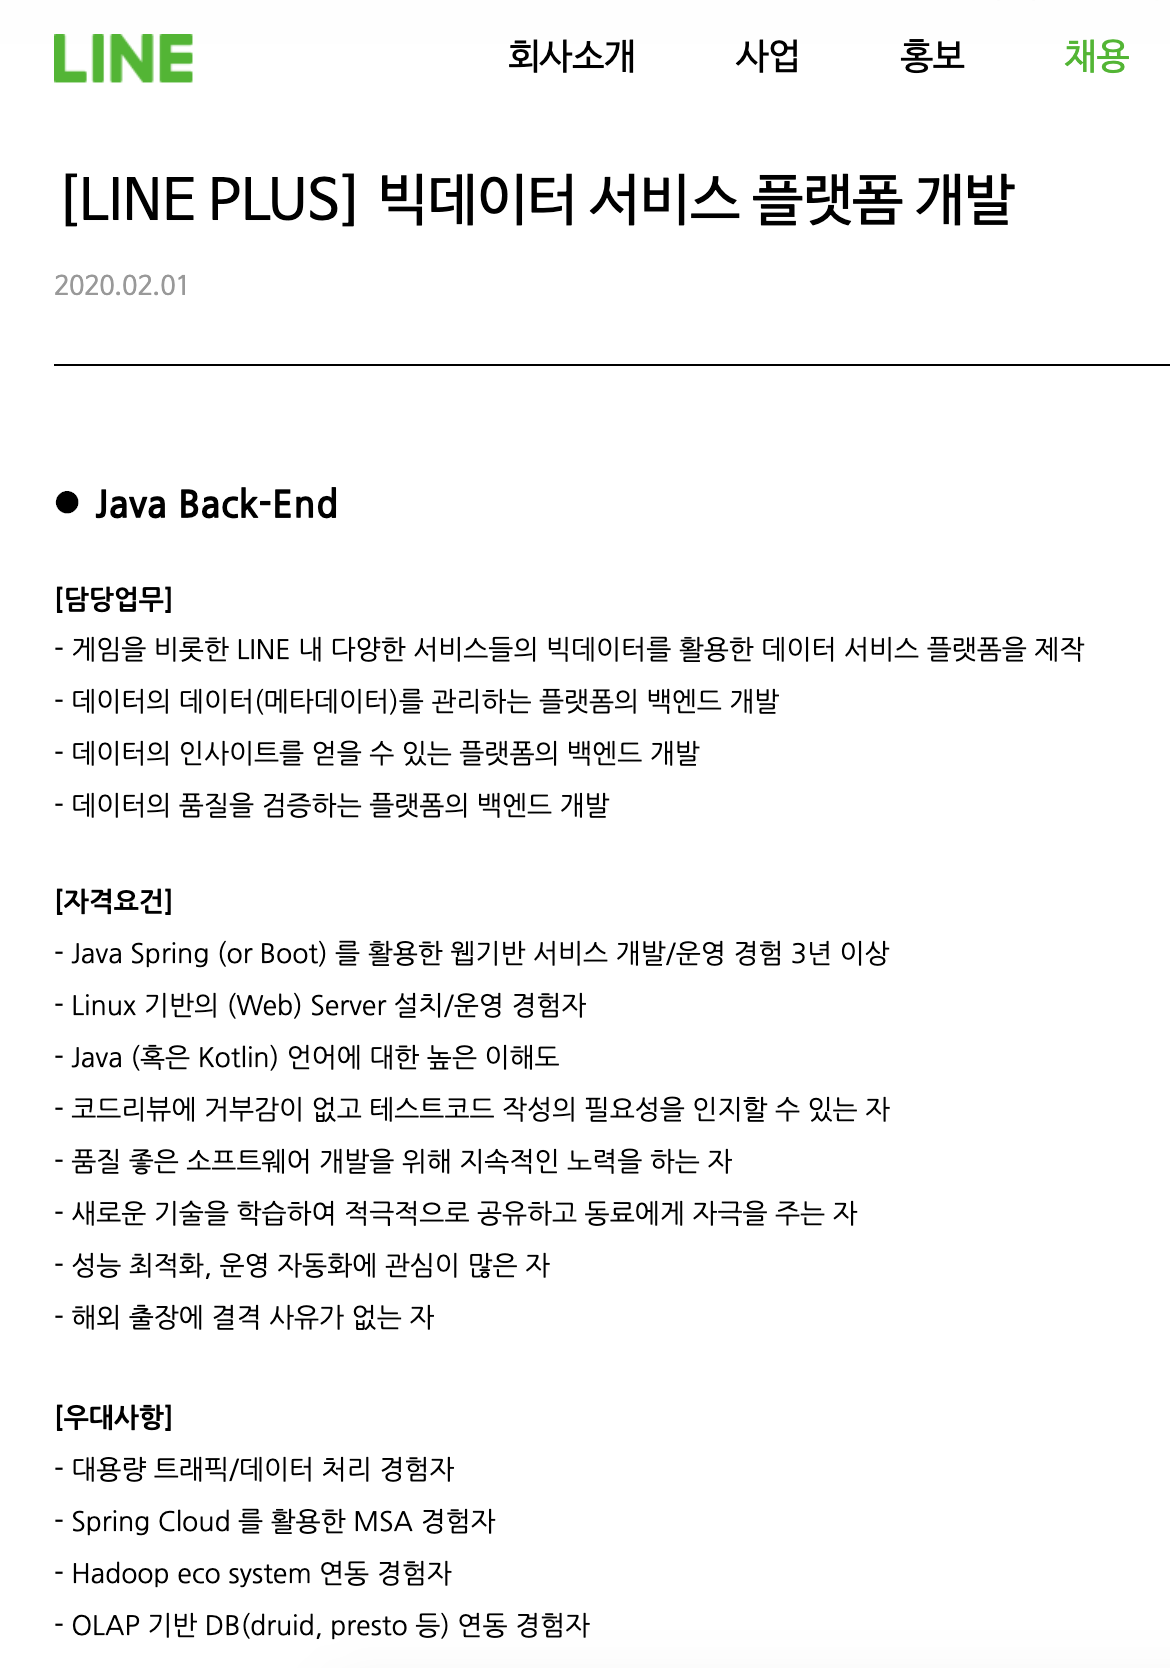 LINE
회사소개 사업 홍보 채용
[LINE PLUS] 빅데이터 서비스 플랫폼 개발
2020.02.01
● Java Back-End
[담당업무]
- 게임을 비롯한 LINE 내 다양한 서비스들의 빅데이터를 활용한 데이터 서비스 플랫폼을 제작
- 데이터의 데이터(메타데이터)를 관리하는 플랫폼의 백엔드 개발
- 데이터의 인사이트를 얻을 수 있는 플랫폼의 백엔드 개발
- 데이터의 품질을 검증하는 플랫폼의 백엔드 개발
[자격요건]
- Java Spring (or Boot) 를 활용한 웹기반 서비스 개발/운영 경험 3년 이상
- Linux 기반의 (Web) Server 설치/운영 경험자
- Java (혹은 Kotlin) 언어에 대한 높은 이해도
- 코드리뷰에 거부감이 없고 테스트코드 작성의 필요성을 인지할 수 있는 자
- 품질 좋은 소프트웨어 개발을 위해 지속적인 노력을 하는 자
- 새로운 기술을 학습하여 적극적으로 공유하고 동료에게 자극을 주는 자
- 성능 최적화, 운영 자동화에 관심이 많은 자
- 해외 출장에 결격 사유가 없는 자
[우대사항]
- 대용량 트래픽/데이터 처리 경험자
- Spring Cloud 를 활용한 MSA 경험자
- Hadoop eco system 연동 경험자
- OLAP 기반 DB(druid, presto 등) 연동 경험자